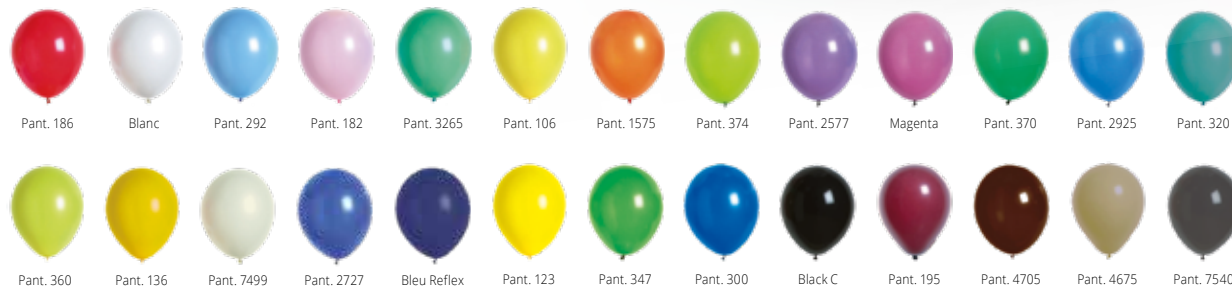 Pant. 186 Blanc Pant. 292 Pant. 182 Pant. 3265 Pant. 106 Pant. 1575 Pant. 374 Pant. 2577 Magenta Pant. 370 Pant. 2925 Pant. 320
Pant. 360 Pant. 136 Pant. 7499 Pant. 2727 Bleu Reflex Pant. 123 Pant. 347 Pant. 300 Black C Pant. 195 Pant. 4705 Pant. 4675 Pant. 7540